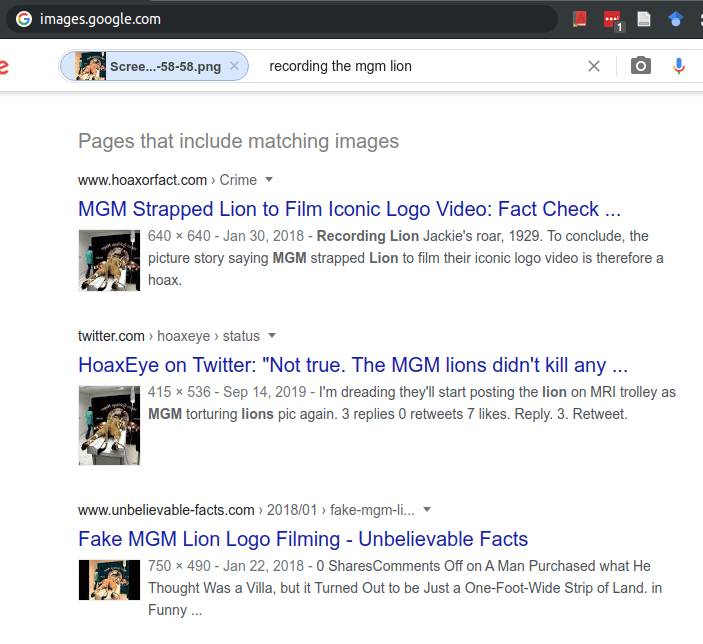 images.google.com
1
Scree...-58-58.png × recording the mgm lion
Pages that include matching images
www.hoaxorfact.com › Crime
MGM Strapped Lion to Film Iconic Logo Video: Fact Check ...
640 × 640 - Jan 30, 2018 - Recording Lion Jackie's roar, 1929. To conclude, the
picture story saying MGM strapped Lion to film their iconic logo video is therefore a
hoax.
twitter.com › hoaxeye › status
HoaxEye on Twitter: "Not true. The MGM lions didn't kill any ...
415 × 536 - Sep 14, 2019 - I'm dreading they'll start posting the lion on MRI trolley as
MGM torturing lions pic again. 3 replies 0 retweets 7 likes. Reply. 3. Retweet.
www.unbelievable-facts.com › 2018/01 › fake-mgm-li...
Fake MGM Lion Logo Filming - Unbelievable Facts
750 × 490 - Jan 22, 2018 - 0 SharesComments Off on A Man Purchased what He
Thought Was a Villa, but it Turned Out to be Just a One-Foot-Wide Strip of Land. in
Funny ...